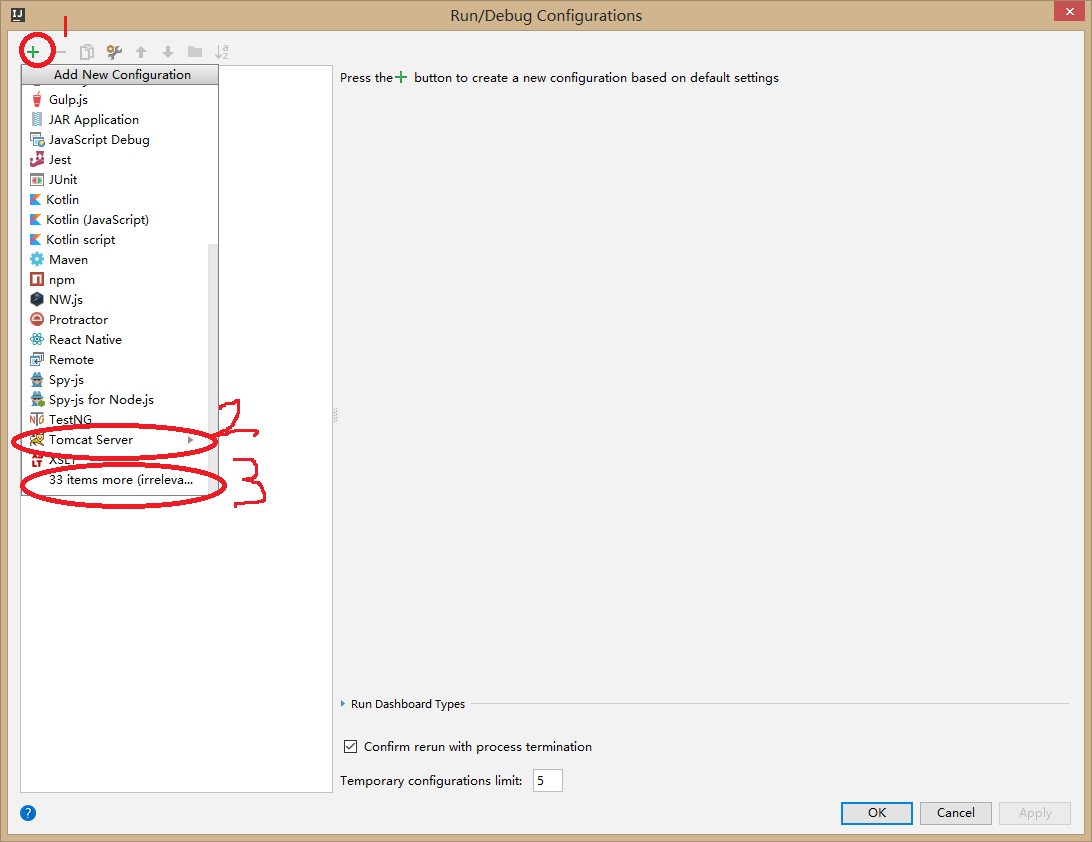 Run/Debug Configurations
1
Add New Configuration
Press the + button to create a new configuration based on default settings
Gulp.js
JAR Application
JavaScript Debug
Jest
JUnit
Kotlin
Kotlin (JavaScript)
Kotlin script
Maven
npm
NW.js
Protractor
React Native
Remote
Spy-js
Spy-js for Node.js
TestNG
2
Tomcat Server
XSLT
3
33 items more (irreleva...
Run Dashboard Types
Confirm rerun with process termination
Temporary configurations limit: 5
? OK Cancel Apply